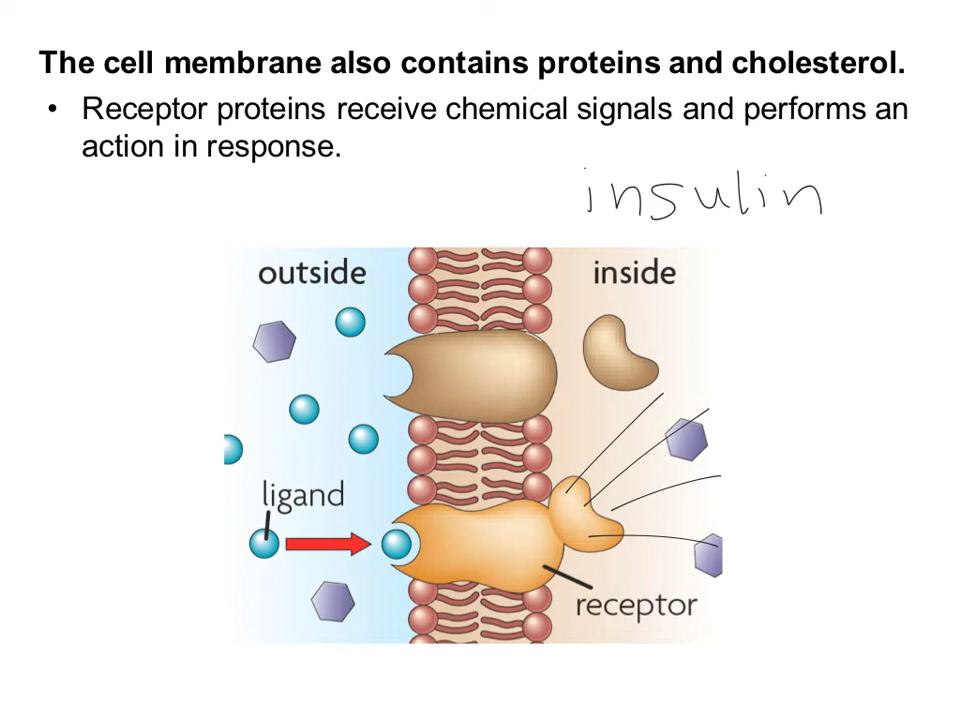 The cell membrane also contains proteins and cholesterol.
• Receptor proteins receive chemical signals and performs an
action in response.
insulin
outside
inside
ligand
receptor